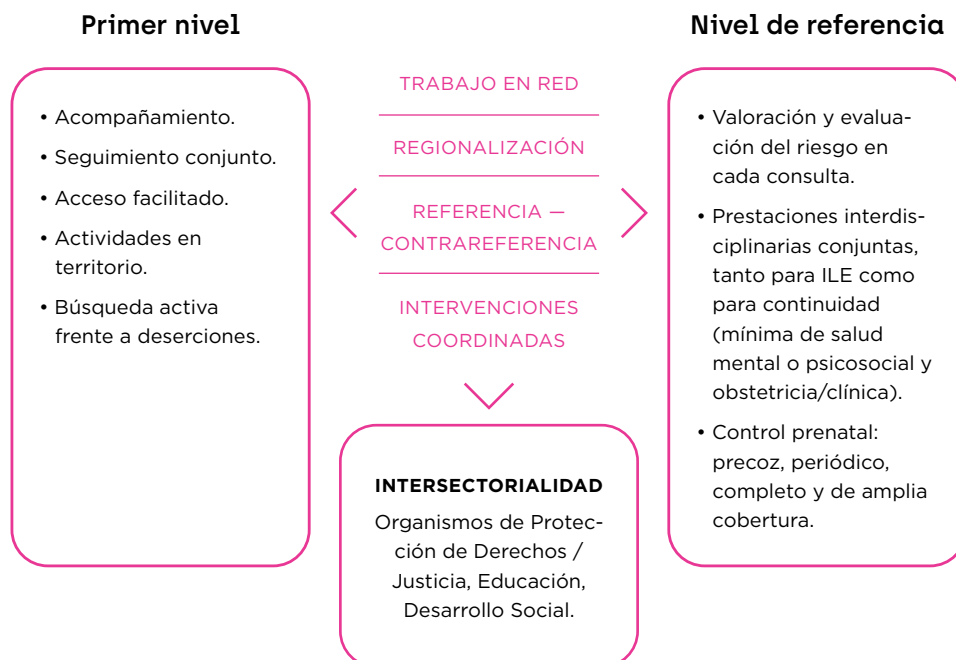 Primer nivel
• Acompañamiento.
• Seguimiento conjunto.
• Acceso facilitado.
• Actividades en
territorio.
• Búsqueda activa
frente a deserciones.
TRABAJO EN RED
REGIONALIZACIÓN
REFERENCIA —
CONTRAREFERENCIA
INTERVENCIONES
COORDINADAS
Nivel de referencia
• Valoración y evalua-
ción del riesgo en
cada consulta.
• Prestaciones interdis-
ciplinarias conjuntas,
tanto para ILE como
para continuidad
(mínima de salud
mental o psicosocial y
obstetricia/clínica).
• Control prenatal:
precoz, periódico,
completo y de amplia
cobertura.
INTERSECTORIALIDAD
Organismos de Protec-
ción de Derechos /
Justicia, Educación,
Desarrollo Social.